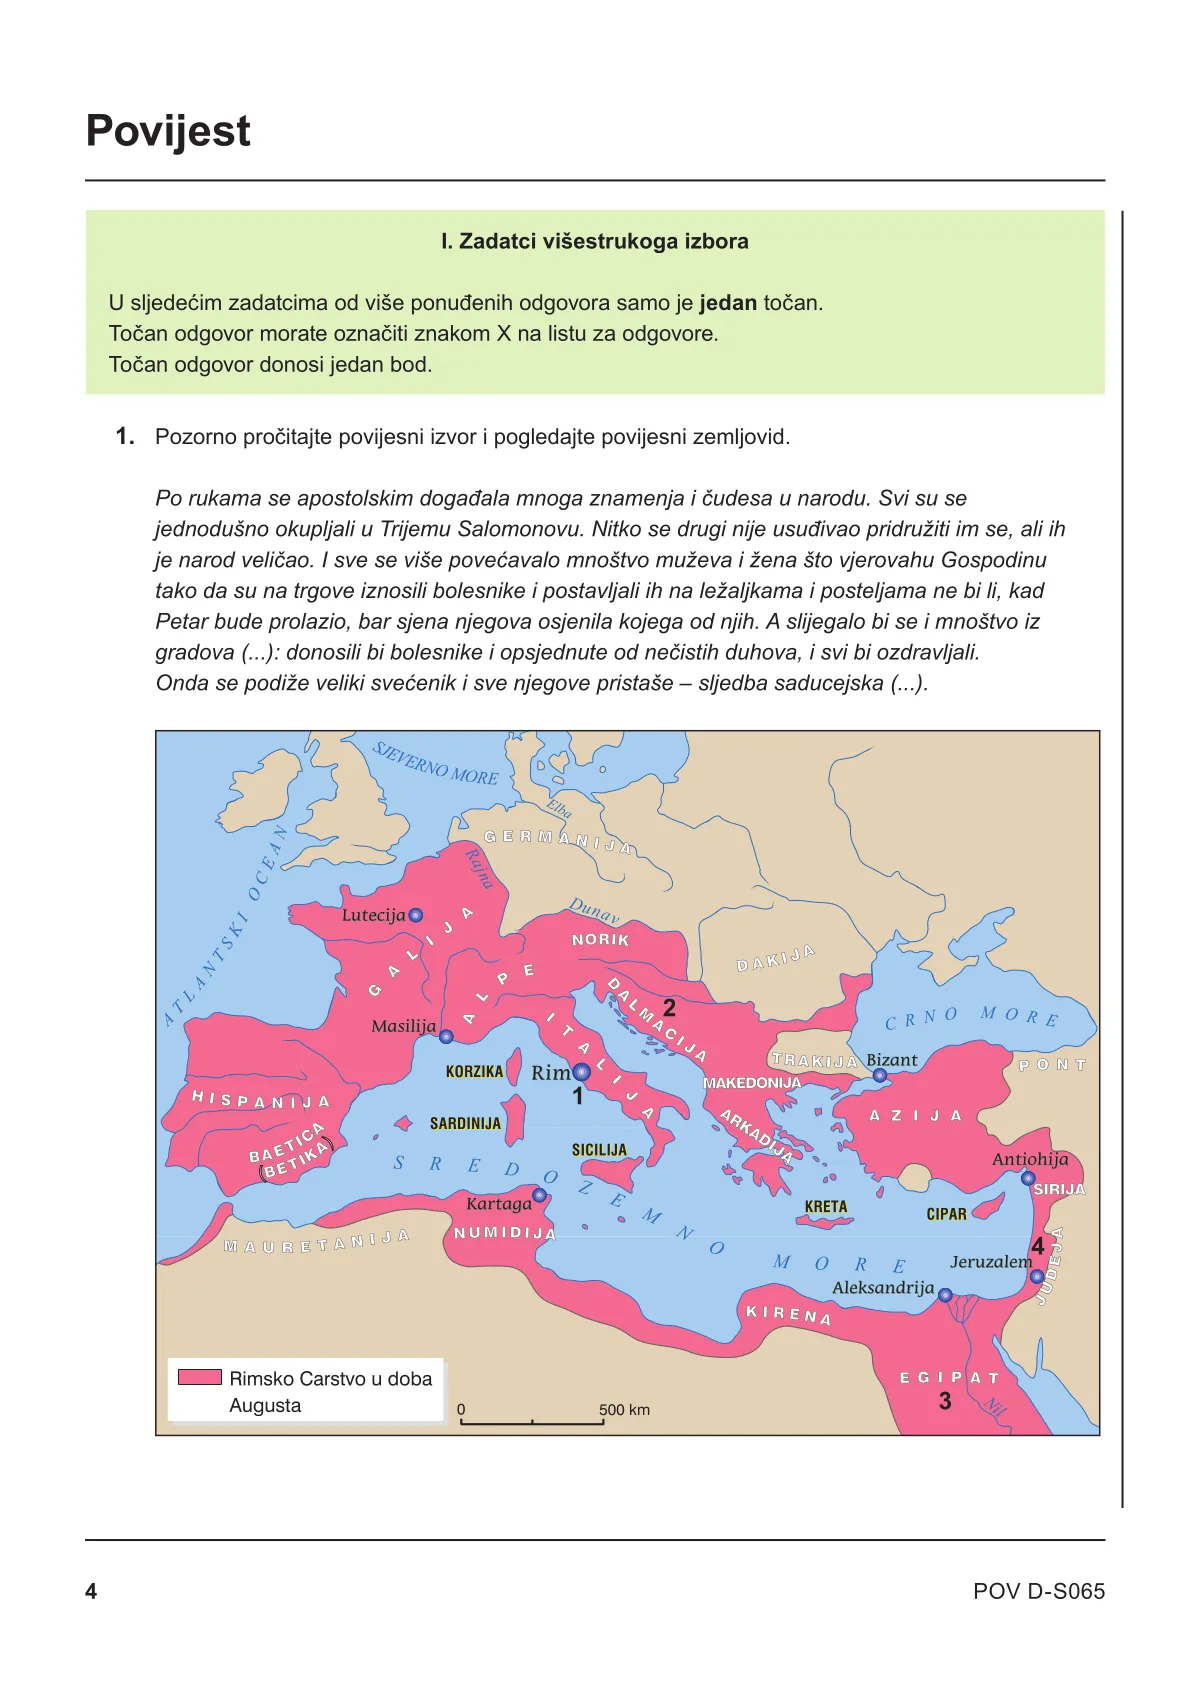 Povijest
I. Zadatci višestrukoga izbora
U sljedećim zadatcima od više ponuđenih odgovora samo je jedan točan.
Točan odgovor morate označiti znakom X na listu za odgovore.
Točan odgovor donosi jedan bod.
1. Pozorno pročitajte povijesni izvor i pogledajte povijesni zemljovid.
Po rukama se apostolskim događala mnoga znamenja i čudesa u narodu. Svi su se
jednodušno okupljali u Trijemu Salomonovu. Nitko se drugi nije usuđivao pridružiti im se, ali ih
je narod veličao. I sve se više povećavalo mnoštvo muževa i žena što vjerovahu Gospodinu
tako da su na trgove iznosili bolesnike i postavljali ih na ležaljkama i posteljama ne bi li, kad
Petar bude prolazio, bar sjena njegova osjenila kojega od njih. A slijegalo bi se i mnoštvo iz
gradova (...): donosili bi bolesnike i opsjednute od nečistih duhova, i svi bi ozdravljali.
Onda se podiže veliki svećenik i sve njegove pristaše – sljedba saducejska (...).
SJEVERNO MORE
Elba
GERMANIJA
Rajna
ATLANTSKI OCEAN
Lutecija
GALIJA
Dunav
NORIK
DAKIJA
ALPE
DALMACIJA
2
CRNO MORE
Masilija
ITALIJA
TRAKIJA
Bizant
PONT
KORZIKA
Rim
1
MAKEDONIJA
HISPANIJA
SARDINIJA
ARKADIJA
AZIJA
BAETICA
(BETIKA)
SICILIJA
Antiohija
SREDOZEMNO MORE
SIRIJA
Kartaga
KRETA
CIPAR
MAURETANIJA
NUMIDIJA
4
Jeruzalem
JUDEJA
Aleksandrija
KIRENA
EGIPAT
3
Nil
Rimsko Carstvo u doba
Augusta
0 500 km
4 POV D-S065